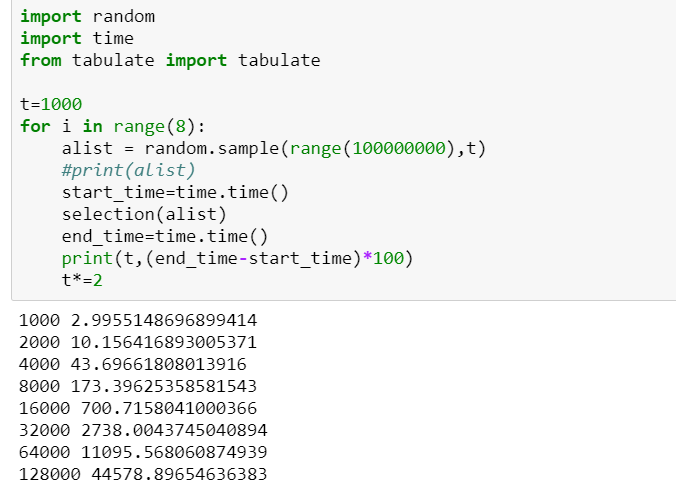 import random
import time
from tabulate import tabulate
t=1000
for i in range(8):
    alist = random.sample(range(100000000),t)
    #print(alist)
    start_time=time.time()
    selection(alist)
    end_time=time.time()
    print(t,(end_time-start_time)*100)
    t*=2
1000 2.9955148696899414
2000 10.156416893005371
4000 43.69661808013916
8000 173.39625358581543
16000 700.7158041000366
32000 2738.0043745040894
64000 11095.568060874939
128000 44578.89654636383